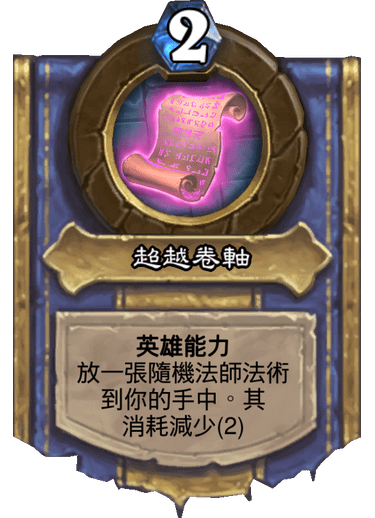 2
超越卷軸
英雄能力
放一張隨機法師法術
到你的手中。其
消耗減少(2)